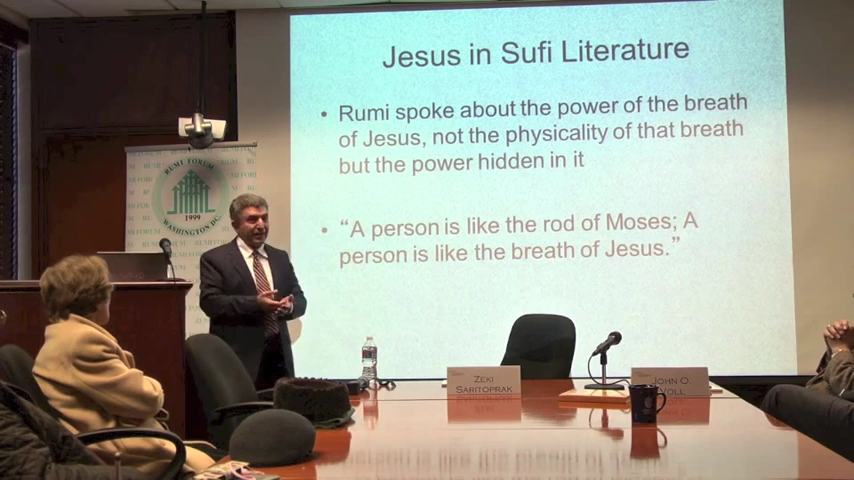 Jesus in Sufi Literature
• Rumi spoke about the power of the breath
of Jesus, not the physicality of that breath
but the power hidden in it
• “A person is like the rod of Moses; A
person is like the breath of Jesus.”
RUMI FORUM
1999
WASHINGTON DC.
ZEKI
SARITOPRAK
JOHN O.
VOLL